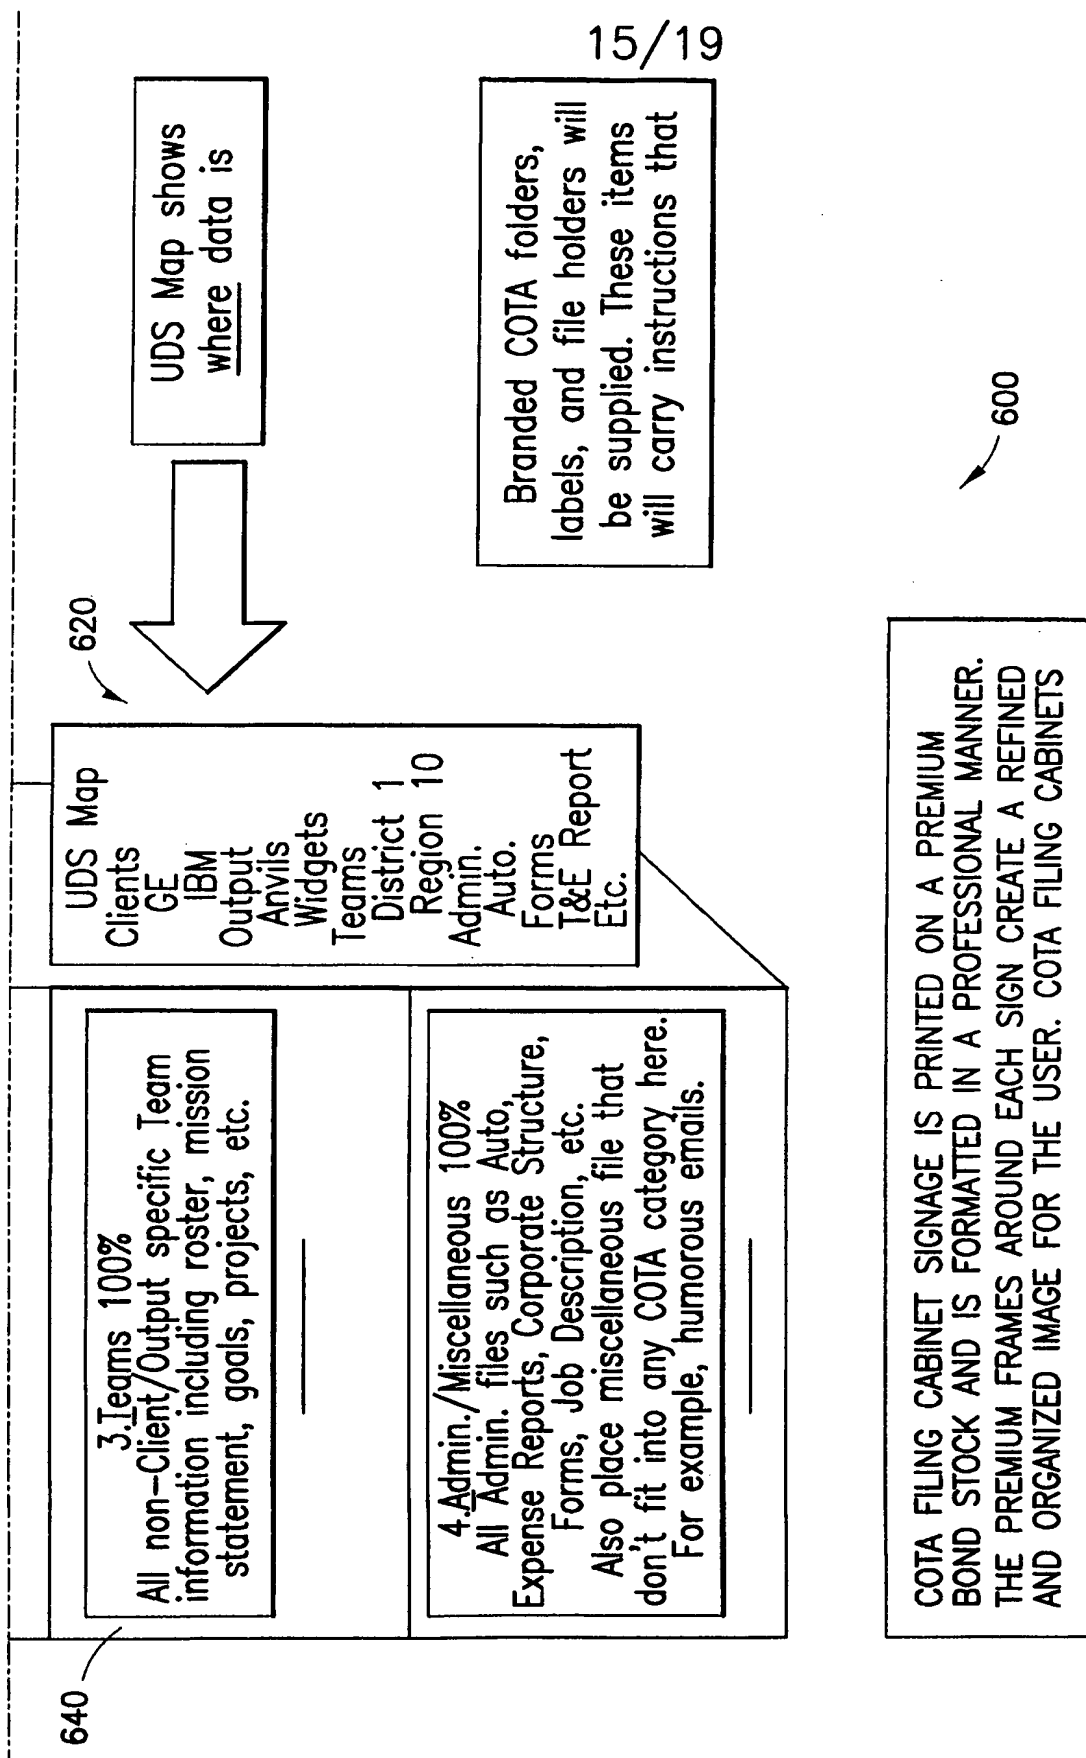 15/19
UDS Map shows
where data is
620
UDS Map
Clients
GE
IBM
Output
Anvils
Widgets
Teams
District 1
Region 10
Admin.
Auto.
Forms
T&E Report
Etc.
640
3.Teams 100%
All non-Client/Output specific Team
information including roster, mission
statement, goals, projects, etc.
4.Admin./Miscellaneous 100%
All Admin. files such as Auto,
Expense Reports, Corporate Structure,
Forms, Job Description, etc.
Also place miscellaneous file that
don't fit into any COTA category here.
For example, humorous emails.
Branded COTA folders,
labels, and file holders will
be supplied. These items
will carry instructions that
600
COTA FILING CABINET SIGNAGE IS PRINTED ON A PREMIUM
BOND STOCK AND IS FORMATTED IN A PROFESSIONAL MANNER.
THE PREMIUM FRAMES AROUND EACH SIGN CREATE A REFINED
AND ORGANIZED IMAGE FOR THE USER. COTA FILING CABINETS